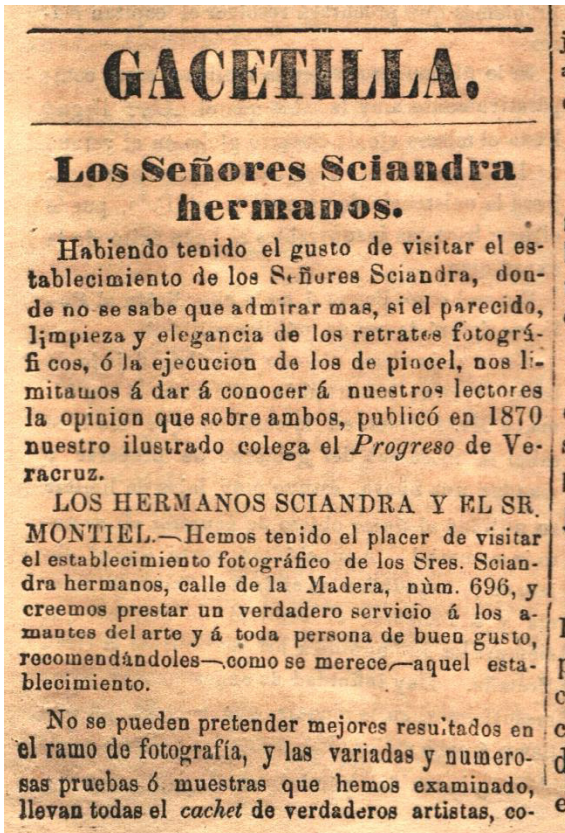 GACETILLA.
Los Señores Sciandra
hermanos.
Habiendo tenido el gusto de visitar el es-
tablecimiento de los Señores Sciandra, don-
de no se sabe que admirar mas, si el parecido,
limpieza y elegancia de los retratos fotográ-
ficos, ó la ejecucion de los de pincel, nos li-
mitamos á dar á conocer á nuestros lectores
la opinion que sobre ambos, publicó en 1870
nuestro ilustrado colega el Progreso de Ve-
racruz.
LOS HERMANOS SCIANDRA Y EL SR.
MONTIEL.—Hemos tenido el placer de visitar
el establecimiento fotográfico de los Sres. Scian-
dra hermanos, calle de la Madera, nùm. 696, y
creemos prestar un verdadero servicio á los a-
mantes del arte y á toda persona de buen gusto,
recomendándoles—como se merece,—aquel esta-
blecimiento.
No se pueden pretender mejores resultados en
el ramo de fotografía, y las variadas y numero-
sas pruebas ó muestras que hemos examinado,
llevan todas el cachet de verdaderos artistas, co-